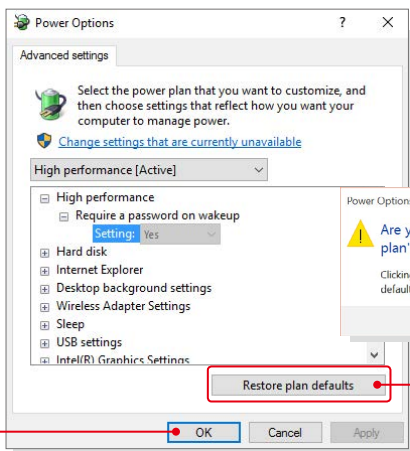 Power Options
?
Advanced settings
Select the power plan that you want to customize, and
then choose settings that reflect how you want your
computer to manage power.
Change settings that are currently unavailable
High performance [Active]
High performance
Require a password on wakeup
Setting: Yes
Hard disk
Internet Explorer
Desktop background settings
Wireless Adapter Settings
Sleep
USB settings
Intel(R) Graphics Settings
Power Options
Are y
plan'
Clickin
defaul
Restore plan defaults
OK
Cancel
Apply